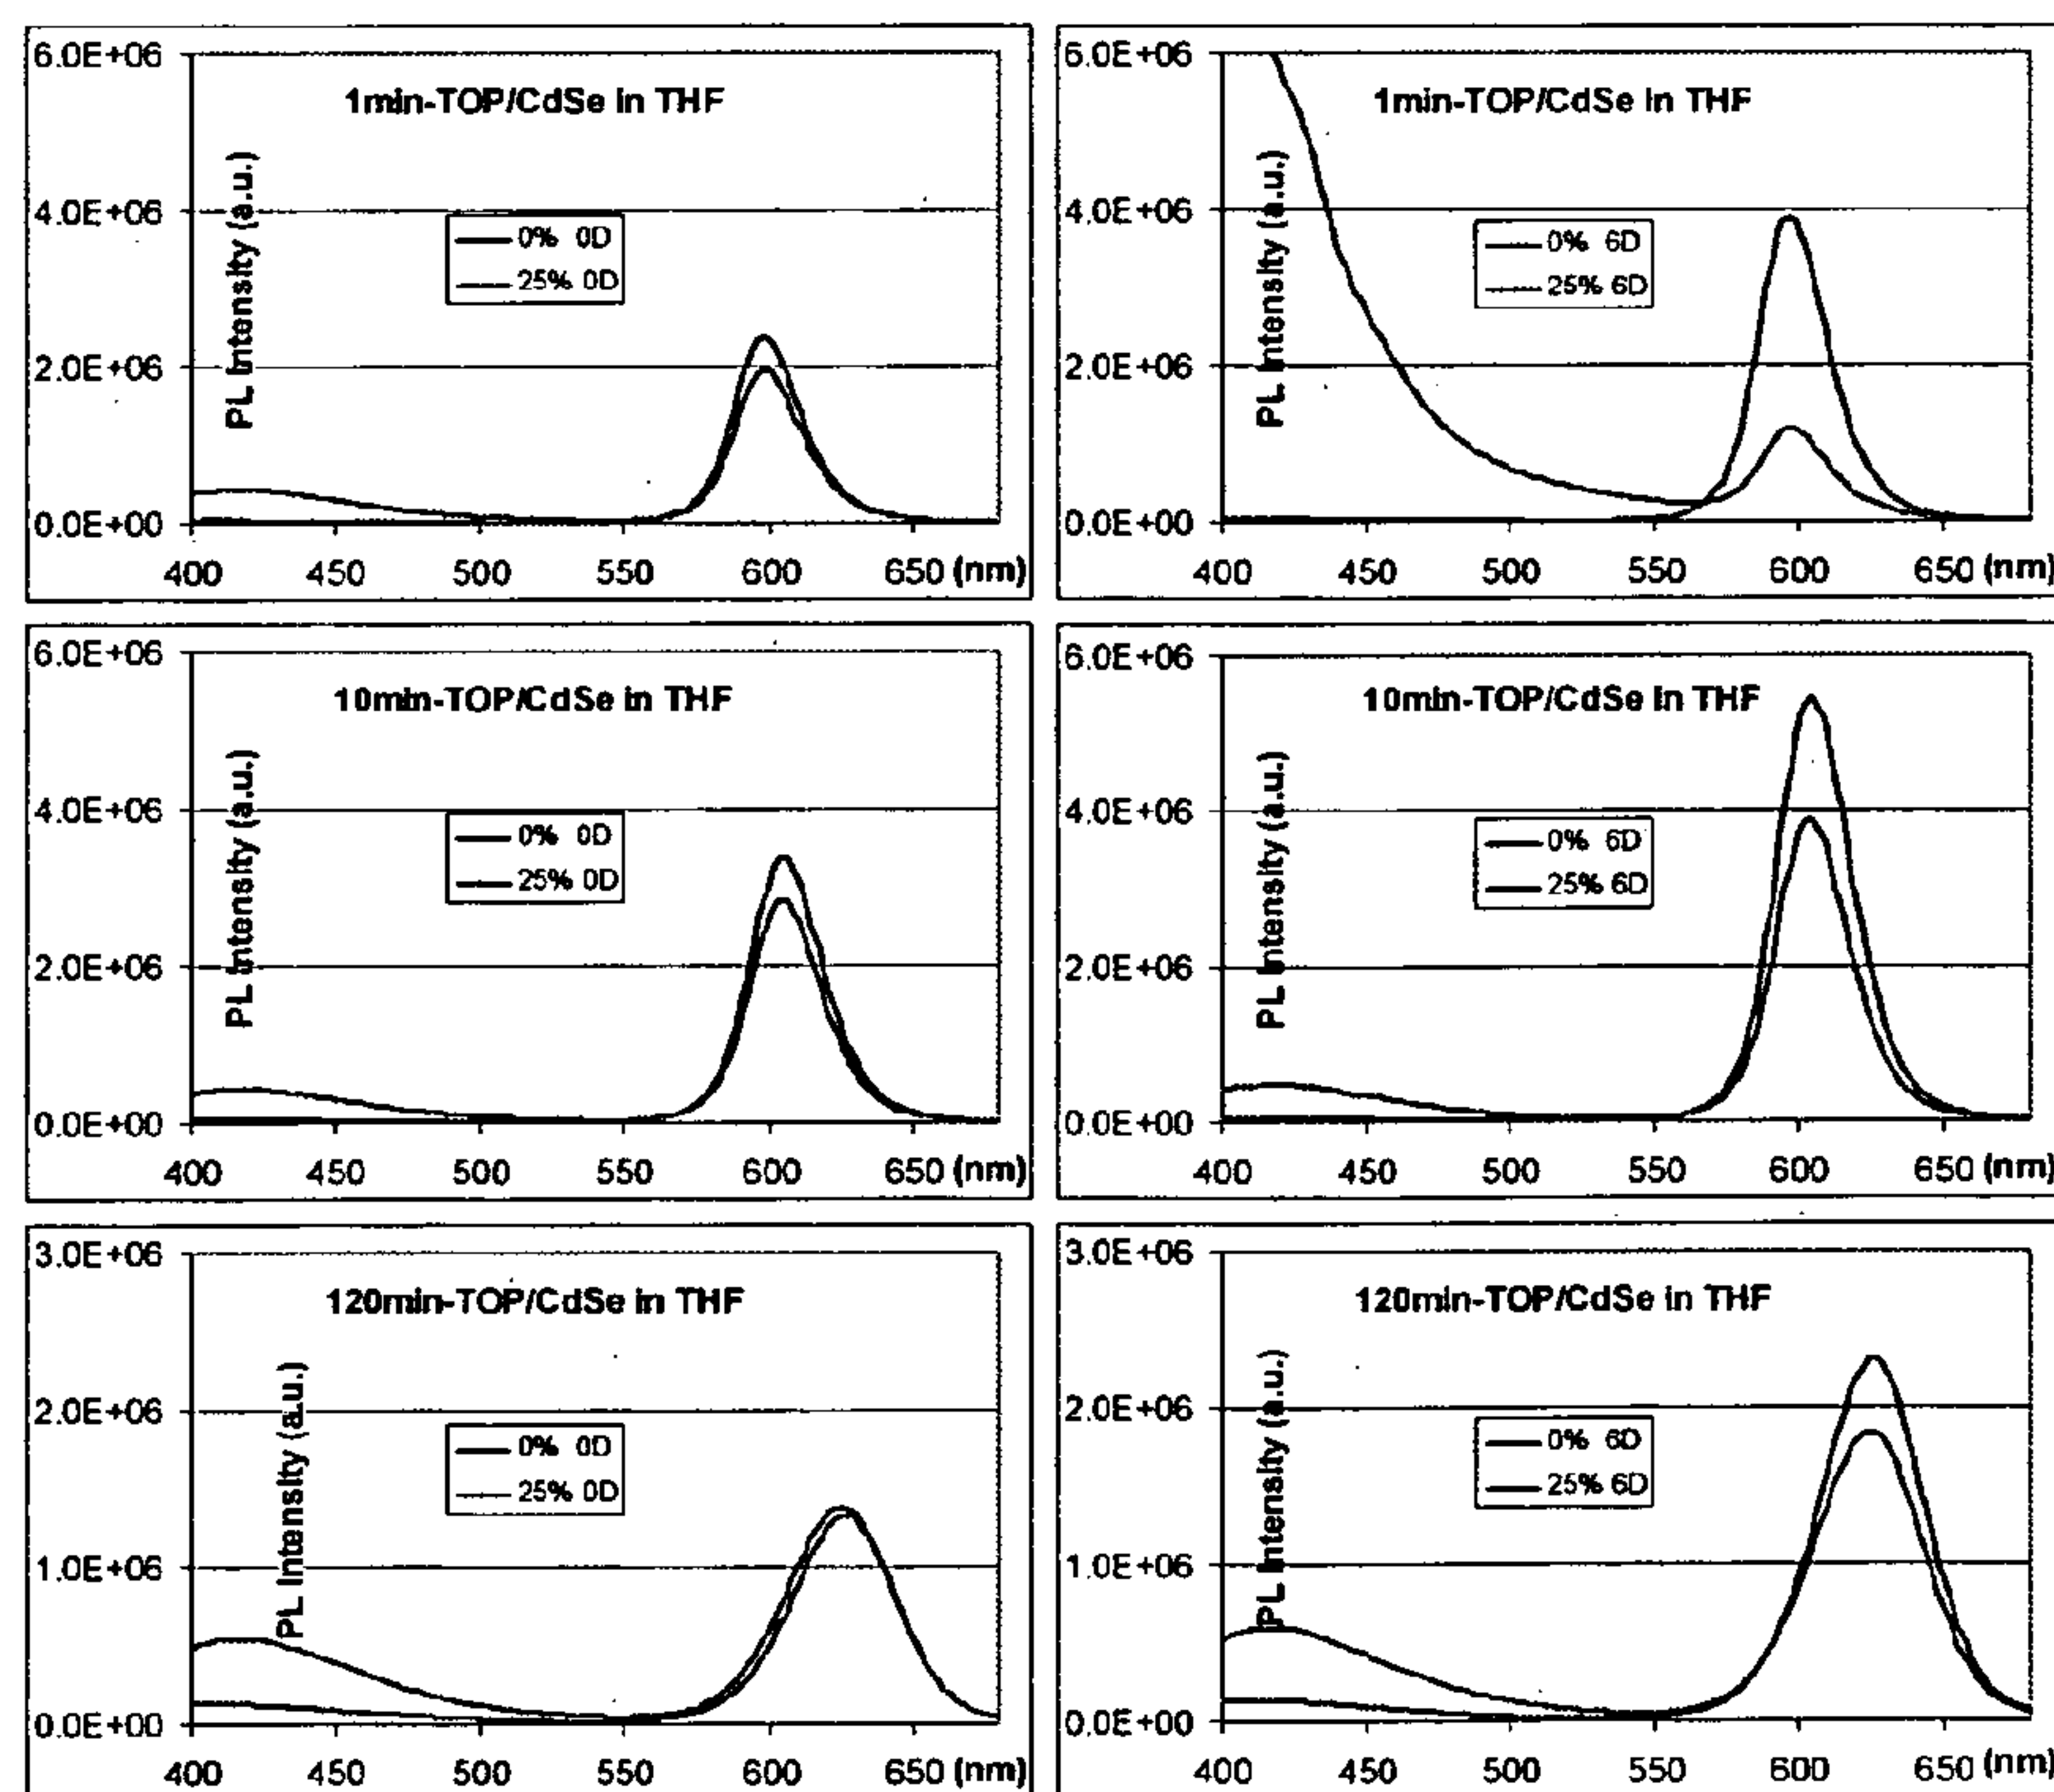 6.0E+06
1min-TOP/CdSe in THF
PL Intensity (a.u.)
4.0E+06
0% 0D
25% 0D
2.0E+06
0.0E+00
400 450 500 550 600 650 (nm)
6.0E+06
1min-TOP/CdSe in THF
PL Intensity (a.u.)
4.0E+06
0% 6D
25% 6D
2.0E+06
0.0E+00
400 450 500 550 600 650 (nm)
6.0E+06
10min-TOP/CdSe in THF
PL Intensity (a.u.)
4.0E+06
0% 0D
25% 0D
2.0E+06
0.0E+00
400 450 500 550 600 650 (nm)
6.0E+06
10min-TOP/CdSe in THF
PL Intensity (a.u.)
4.0E+06
0% 6D
25% 6D
2.0E+06
0.0E+00
400 450 500 550 600 650 (nm)
3.0E+06
120min-TOP/CdSe in THF
PL Intensity (a.u.)
2.0E+06
0% 0D
25% 0D
1.0E+06
0.0E+00
400 450 500 550 600 650 (nm)
3.0E+06
120min-TOP/CdSe in THF
PL Intensity (a.u.)
2.0E+06
0% 6D
25% 6D
1.0E+06
0.0E+00
400 450 500 550 600 650 (nm)